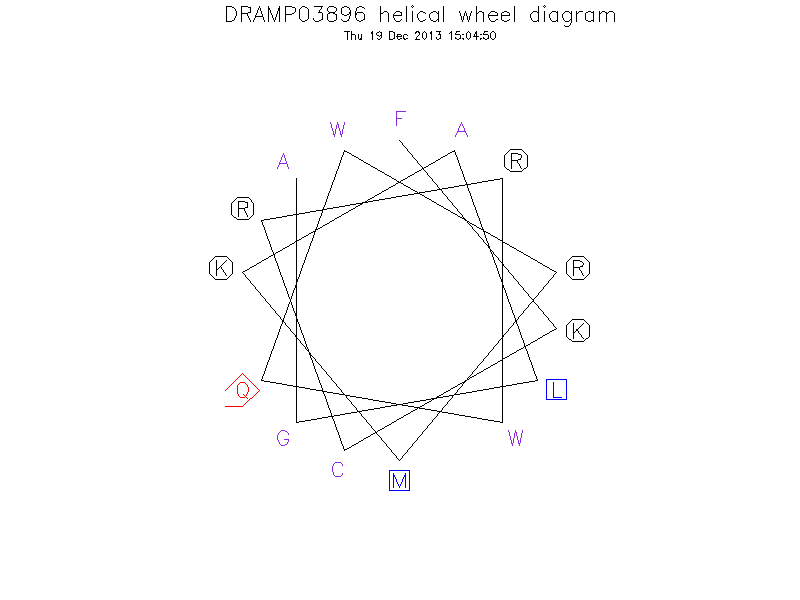 DRAMP03896 helical wheel diagram
Thu 19 Dec 2013 15:04:50
F
W A
A R
R
K R
K
Q L
G W
C
M